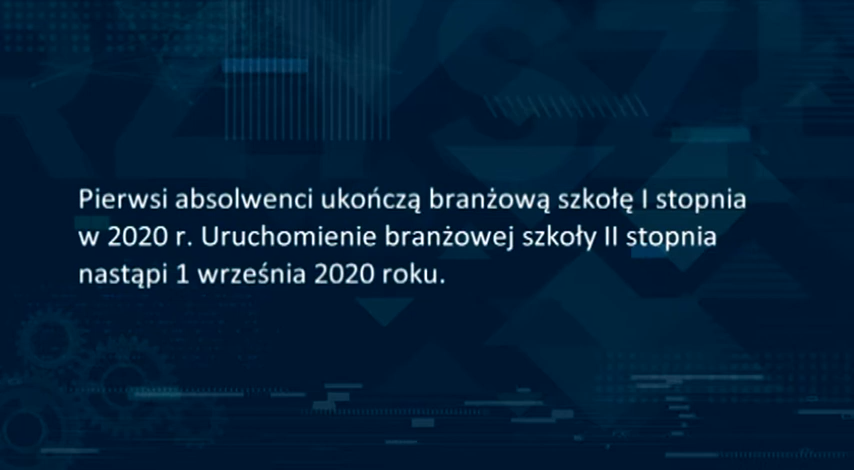 Pierwsi absolwenci ukończą branżową szkołę I stopnia
w 2020 r. Uruchomienie branżowej szkoły II stopnia
nastąpi 1 września 2020 roku.